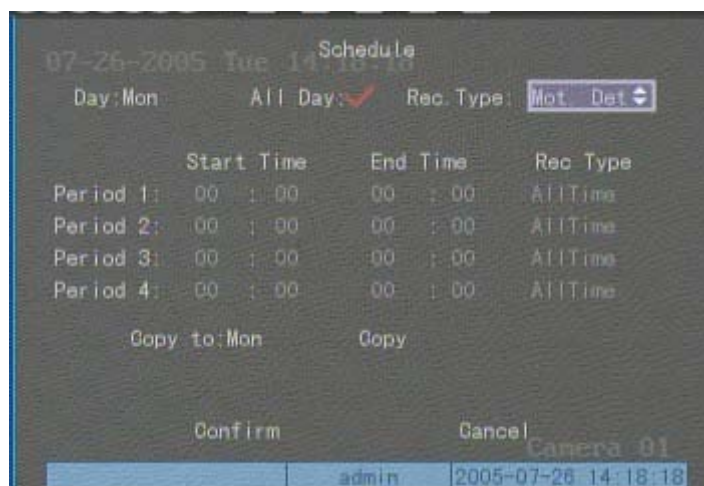 Schedule
07-26-2005 Tue 14:18:18
Day:Mon All Day: Rec.Type: Mot Det
Start Time End Time Rec Type
Period 1: 00 : 00 00 : 00 AllTime
Period 2: 00 : 00 00 : 00 AllTime
Period 3: 00 : 00 00 : 00 AllTime
Period 4: 00 : 00 00 : 00 AllTime
Copy to:Mon Copy
Confirm Cancel
Camera 01
admin 2005-07-26 14:18:18